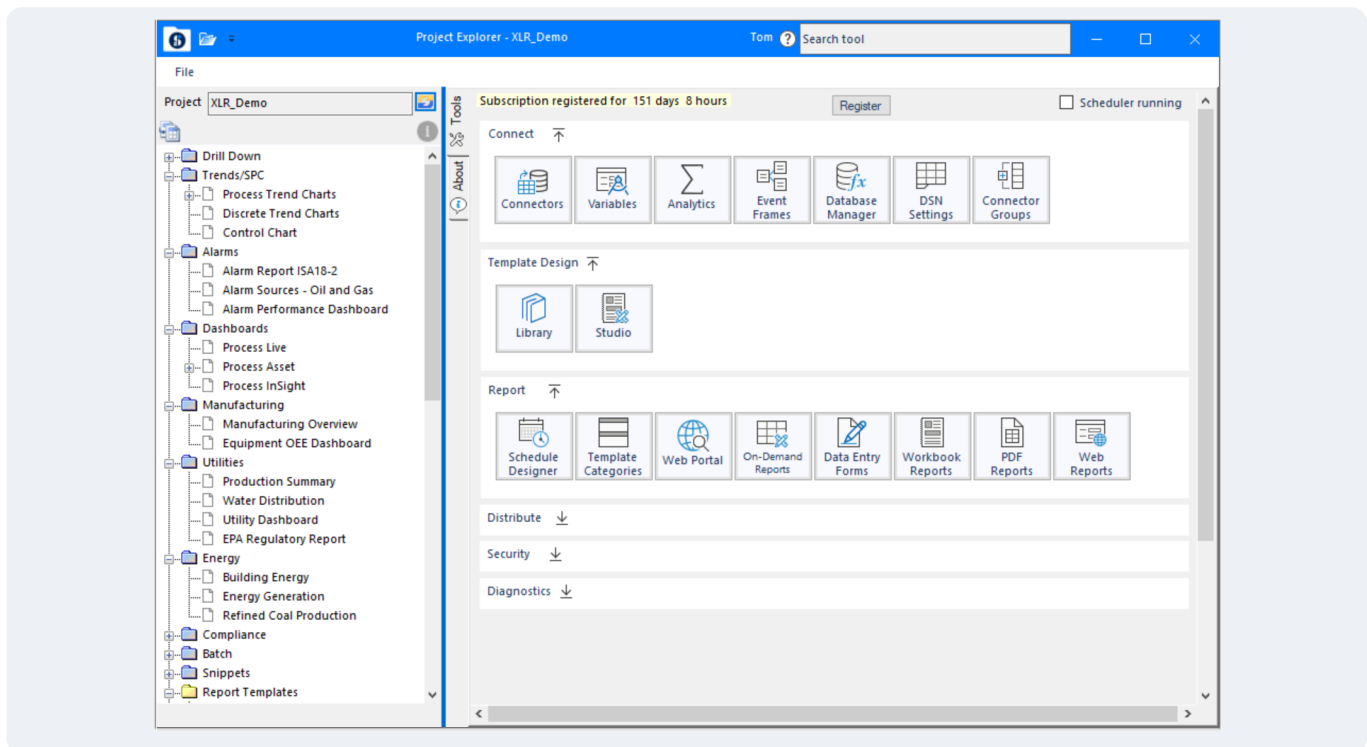 Project Explorer - XLR_Demo
Tom
Search tool
File
Project XLR_Demo
Drill Down
Trends/SPC
Process Trend Charts
Discrete Trend Charts
Control Chart
Alarms
Alarm Report ISA18-2
Alarm Sources - Oil and Gas
Alarm Performance Dashboard
Dashboards
Process Live
Process Asset
Process InSight
Manufacturing
Manufacturing Overview
Equipment OEE Dashboard
Utilities
Production Summary
Water Distribution
Utility Dashboard
EPA Regulatory Report
Energy
Building Energy
Energy Generation
Refined Coal Production
Compliance
Batch
Snippets
Report Templates
Tools
About
Subscription registered for 151 days 8 hours
Register
Scheduler running
Connect
Connectors
Variables
Analytics
Event
Frames
Database
Manager
DSN
Settings
Connector
Groups
Template Design
Library
Studio
Report
Schedule
Designer
Template
Categories
Web Portal
On-Demand
Reports
Data Entry
Forms
Workbook
Reports
PDF
Reports
Web
Reports
Distribute
Security
Diagnostics